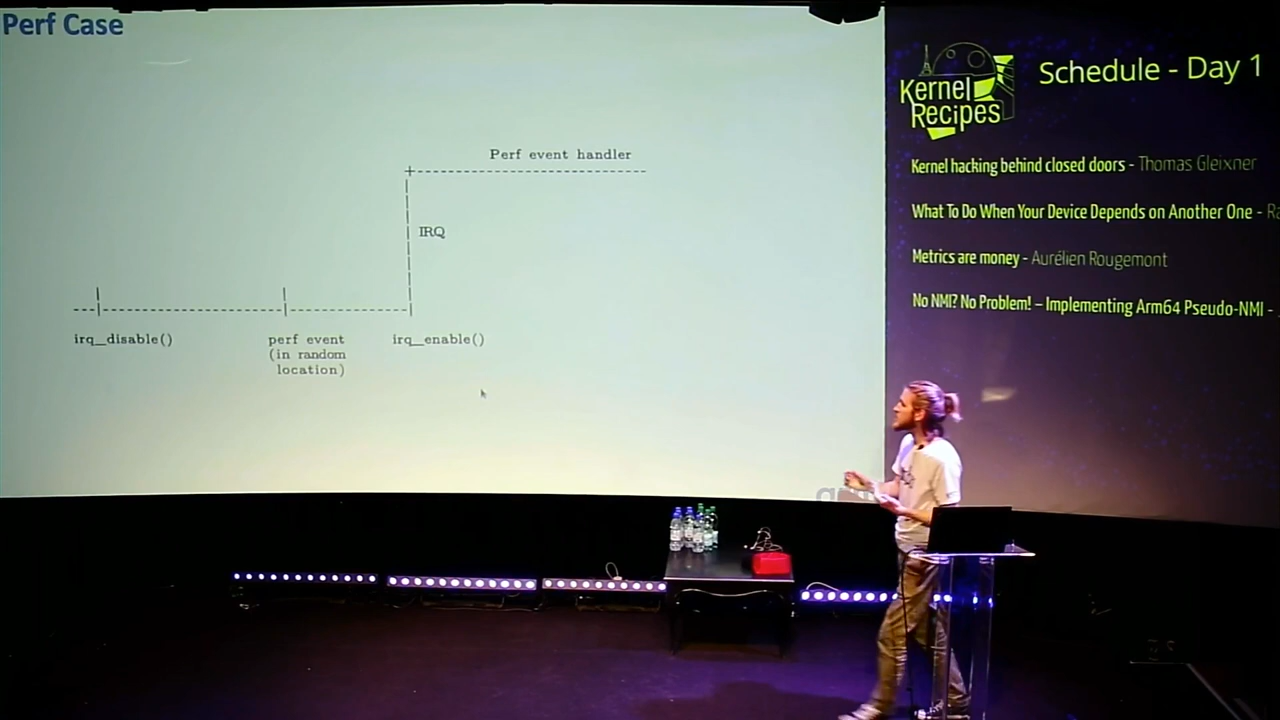 Perf Case
Perf event handler
IRQ
irq_disable()
perf event
(in random
location)
irq_enable()
Kernel
Recipes
Schedule - Day 1
Kernel hacking behind closed doors - Thomas Gleixner
What To Do When Your Device Depends on Another One -
Metrics are money - Aurélien Rougemont
No NMI? No Problem! – Implementing Arm64 Pseudo-NMI -